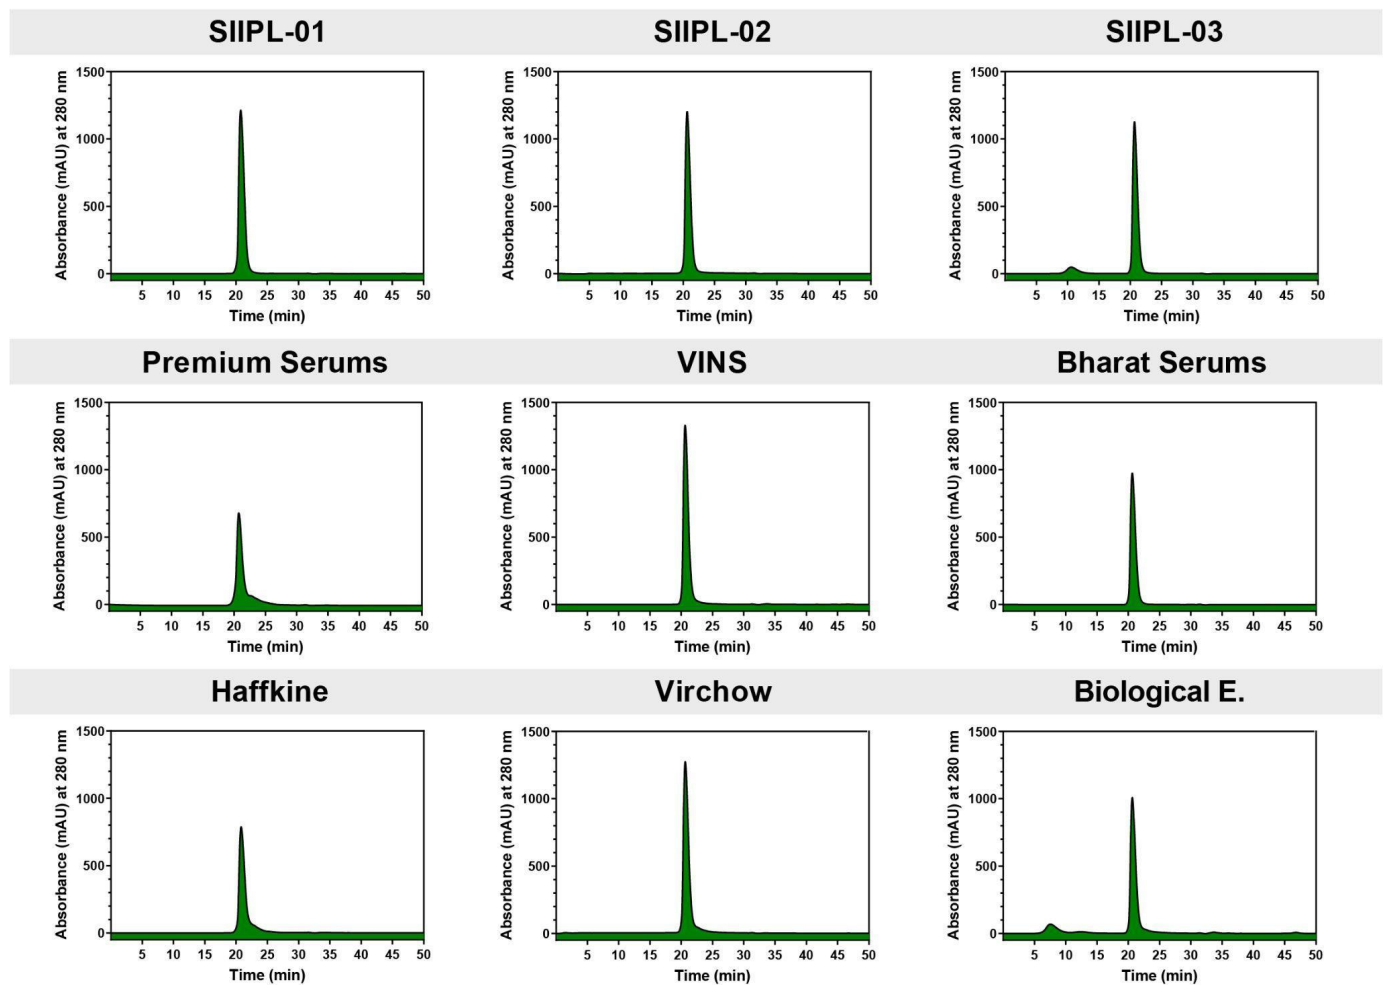 SIIPL-01 SIIPL-02 SIIPL-03
Absorbance (mAU) at 280 nm
1500
1000
500
0
5 10 15 20 25 30 35 40 45 50
Time (min)
Absorbance (mAU) at 280 nm
1500
1000
500
0
5 10 15 20 25 30 35 40 45 50
Time (min)
Absorbance (mAU) at 280 nm
1500
1000
500
0
5 10 15 20 25 30 35 40 45 50
Time (min)
Premium Serums VINS Bharat Serums
Absorbance (mAU) at 280 nm
1500
1000
500
0
5 10 15 20 25 30 35 40 45 50
Time (min)
Absorbance (mAU) at 280 nm
1500
1000
500
0
5 10 15 20 25 30 35 40 45 50
Time (min)
Absorbance (mAU) at 280 nm
1500
1000
500
0
5 10 15 20 25 30 35 40 45 50
Time (min)
Haffkine Virchow Biological E.
Absorbance (mAU) at 280 nm
1500
1000
500
0
5 10 15 20 25 30 35 40 45 50
Time (min)
Absorbance (mAU) at 280 nm
1500
1000
500
0
5 10 15 20 25 30 35 40 45 50
Time (min)
Absorbance (mAU) at 280 nm
1500
1000
500
0
5 10 15 20 25 30 35 40 45 50
Time (min)